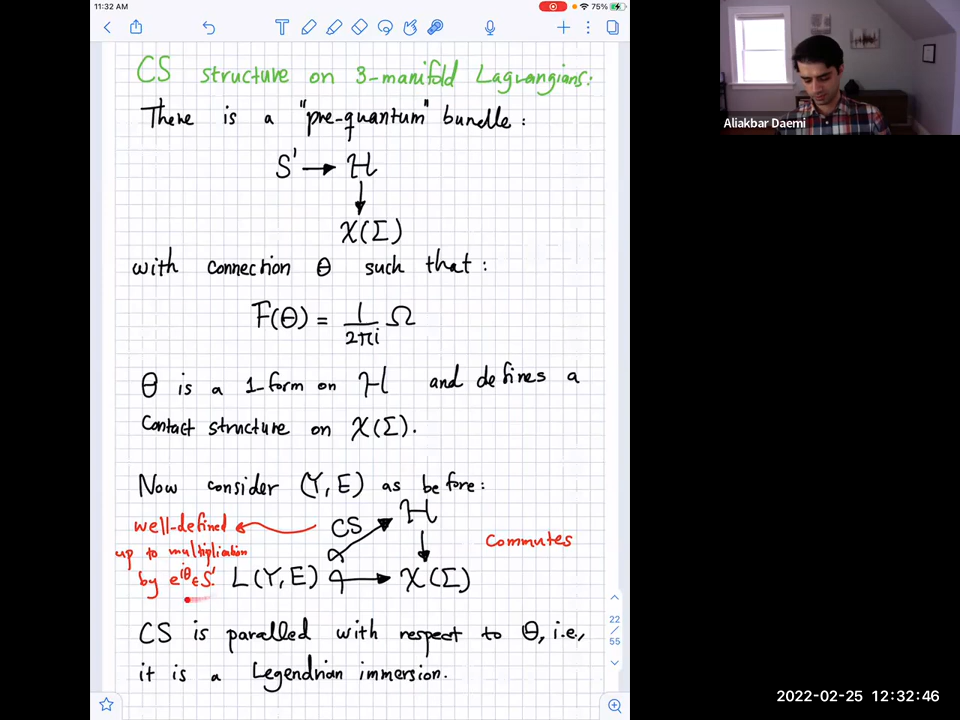 11:32 AM
75%
CS structure on 3-manifold Lagrangians:
There is a "pre-quantum" bundle:
S¹ → H
↓
χ(Σ)
with connection θ such that:
F(θ) = 1/2πi Ω
θ is a 1-form on H and defines a
Contact structure on χ(Σ).
Now consider (Y, E) as before:
well-defined
up to multiplication
by e^{iθ} ∈ S¹.
CS
H
L(Y, E) → χ(Σ)
Commutes
CS is paralled with respect to θ, i.e.,
it is a Legendrian immersion.
22
/
55
Aliakbar Daemi
2022-02-25 12:32:46